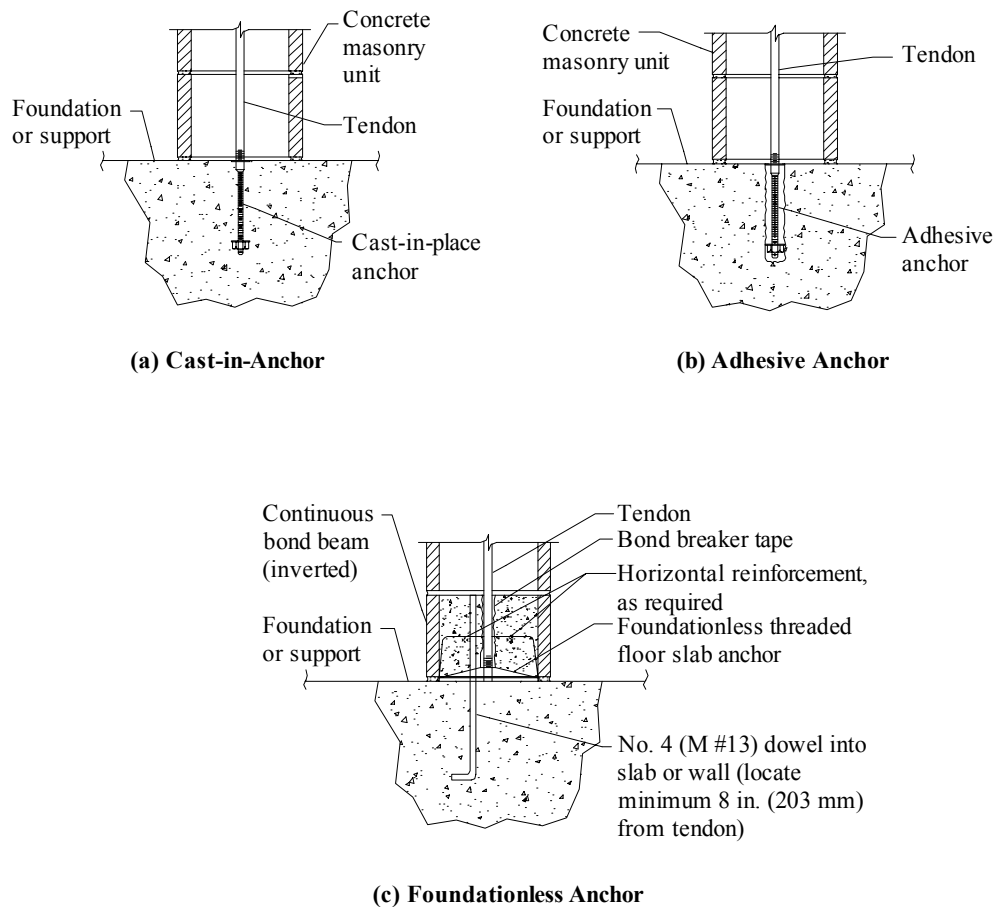 Concrete
masonry
unit
Foundation
or support
Tendon
Cast-in-place
anchor
(a) Cast-in-Anchor
Concrete
masonry unit
Tendon
Foundation
or support
Adhesive
anchor
(b) Adhesive Anchor
Continuous
bond beam
(inverted)
Foundation
or support
Tendon
Bond breaker tape
Horizontal reinforcement,
as required
Foundationless threaded
floor slab anchor
No. 4 (M #13) dowel into
slab or wall (locate
minimum 8 in. (203 mm)
from tendon)
(c) Foundationless Anchor